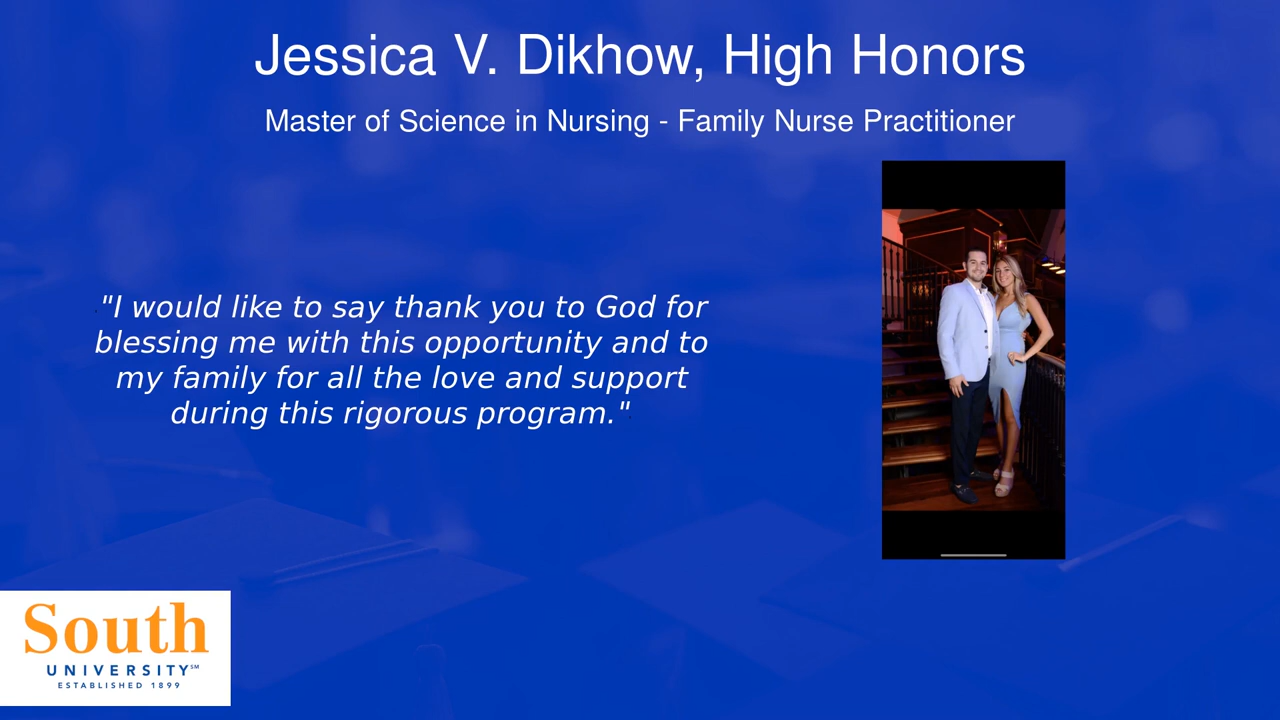 Jessica V. Dikhow, High Honors
Master of Science in Nursing - Family Nurse Practitioner
"I would like to say thank you to God for
blessing me with this opportunity and to
my family for all the love and support
during this rigorous program."
South
UNIVERSITY℠
ESTABLISHED 1899